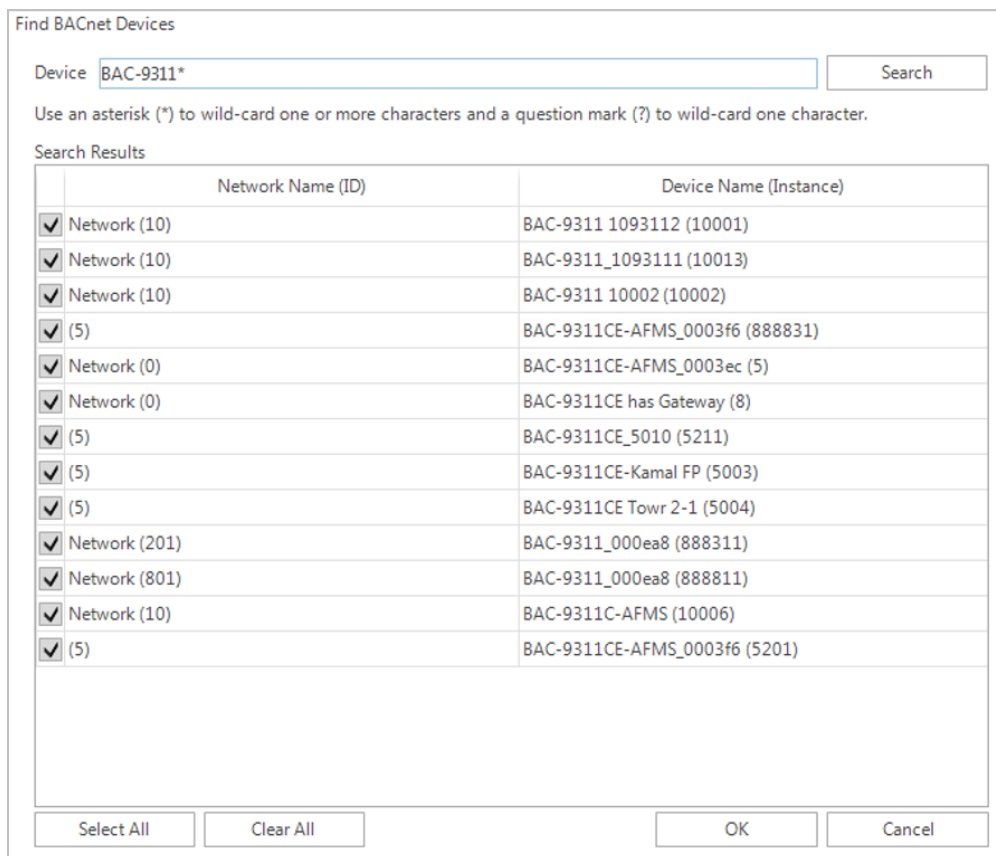 Find BACnet Devices
Device BAC-9311* Search
Use an asterisk (*) to wild-card one or more characters and a question mark (?) to wild-card one character.
Search Results
Network Name (ID) Device Name (Instance)
Network (10) BAC-9311 1093112 (10001)
Network (10) BAC-9311_1093111 (10013)
Network (10) BAC-9311 10002 (10002)
(5) BAC-9311CE-AFMS_0003f6 (888831)
Network (0) BAC-9311CE-AFMS_0003ec (5)
Network (0) BAC-9311CE has Gateway (8)
(5) BAC-9311CE_5010 (5211)
(5) BAC-9311CE-Kamal FP (5003)
(5) BAC-9311CE Towr 2-1 (5004)
Network (201) BAC-9311_000ea8 (888311)
Network (801) BAC-9311_000ea8 (888811)
Network (10) BAC-9311C-AFMS (10006)
(5) BAC-9311CE-AFMS_0003f6 (5201)
Select All Clear All OK Cancel